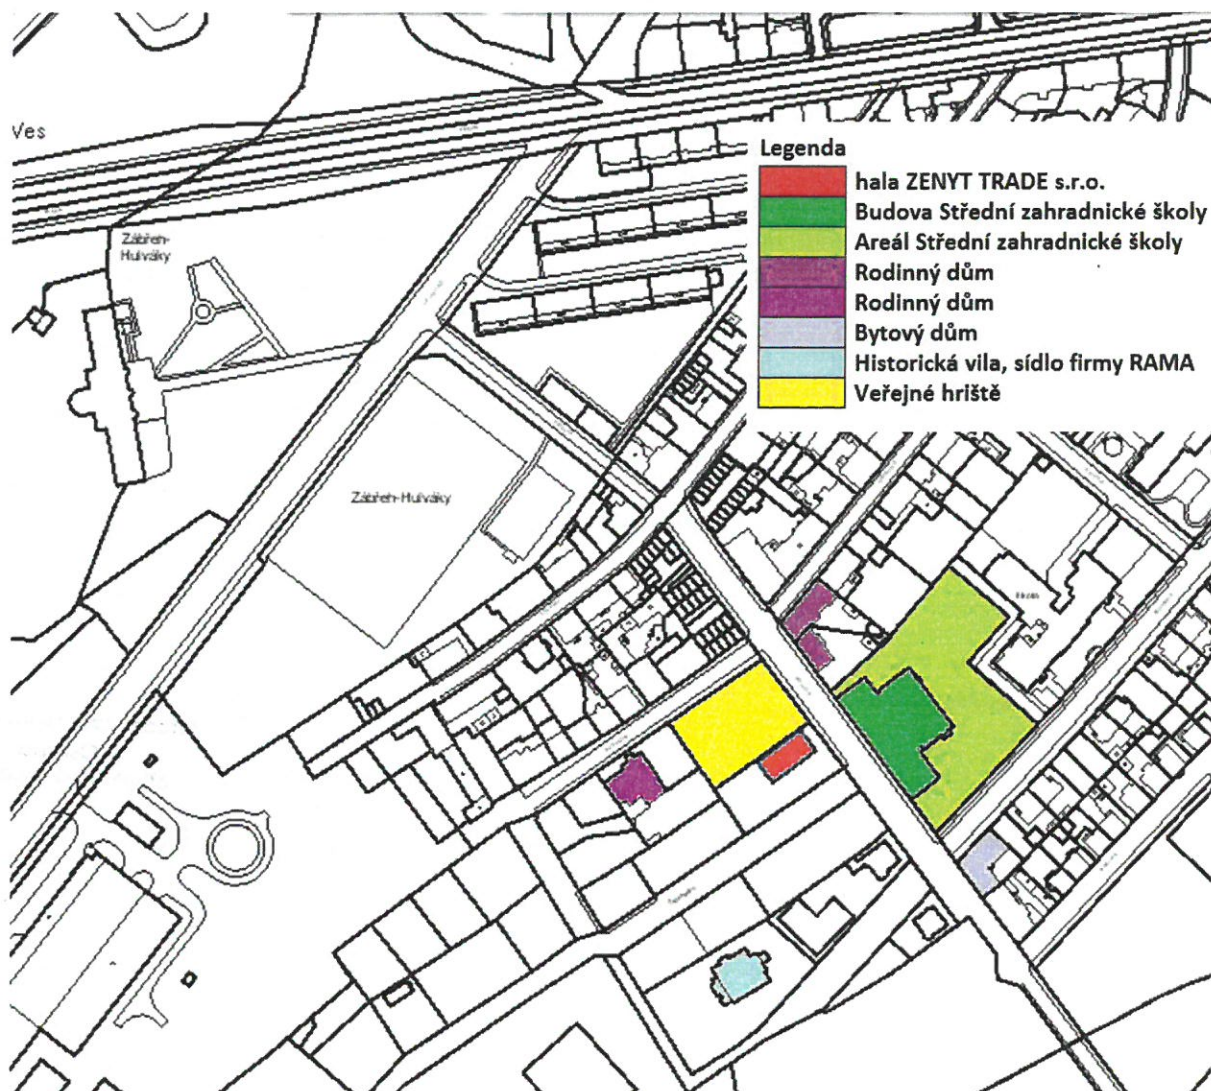 Ves
Legenda
hala ZENYT TRADE s.r.o.
Budova Střední zahradnické školy
Areál Střední zahradnické školy
Rodinný dům
Rodinný dům
Bytový dům
Historická vila, sídlo firmy RAMA
Veřejné hriště
Zábřeh-
Hulváky
Zábřeh-Hulváky